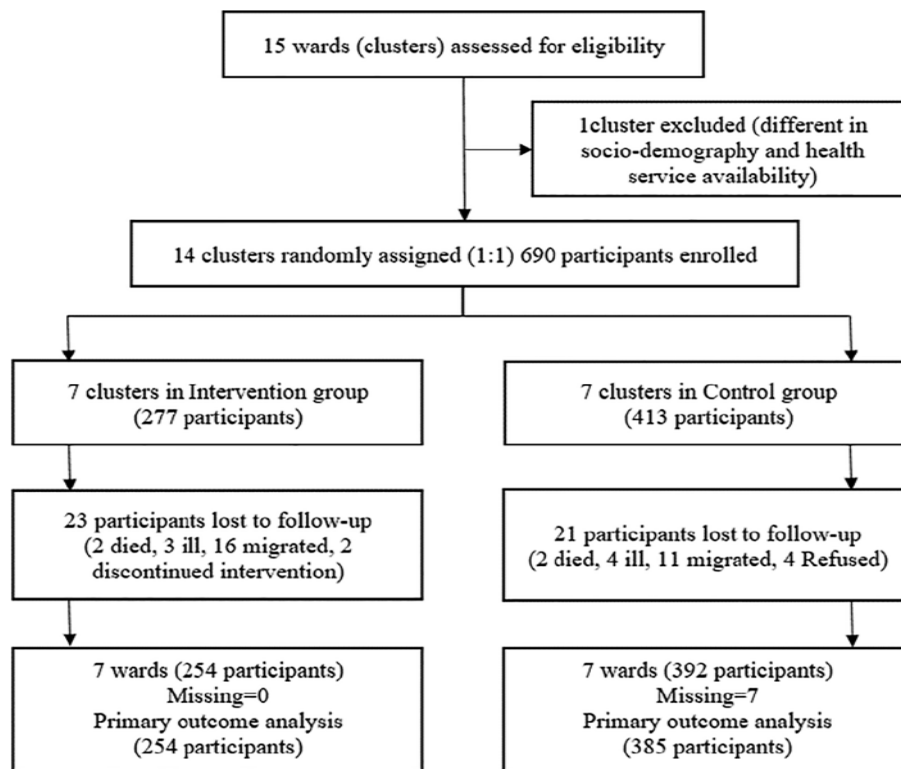 15 wards (clusters) assessed for eligibility
1cluster excluded (different in
socio-demography and health
service availability)
14 clusters randomly assigned (1:1) 690 participants enrolled
7 clusters in Intervention group
(277 participants)
7 clusters in Control group
(413 participants)
23 participants lost to follow-up
(2 died, 3 ill, 16 migrated, 2
discontinued intervention)
21 participants lost to follow-up
(2 died, 4 ill, 11 migrated, 4 Refused)
7 wards (254 participants)
Missing=0
Primary outcome analysis
(254 participants)
7 wards (392 participants)
Missing=7
Primary outcome analysis
(385 participants)